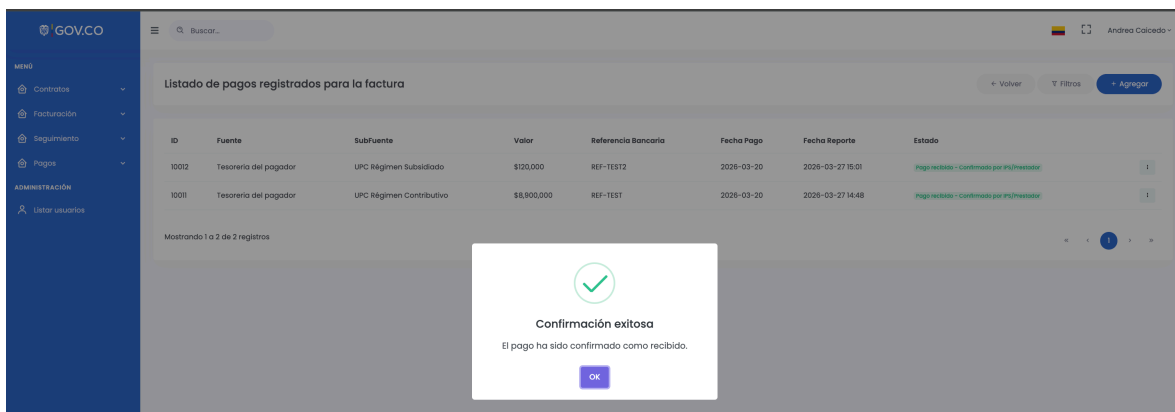 GOV.CO
Buscar...
Andrea Caicedo
MENÚ
Contratos
Facturación
Seguimiento
Pagos
ADMINISTRACIÓN
Listar usuarios
Listado de pagos registrados para la factura
← Volver
Filtros
+ Agregar
ID Fuente SubFuente Valor Referencia Bancaria Fecha Pago Fecha Reporte Estado
10012 Tesoreria del pagador UPC Régimen Subsidiado $120,000 REF-TEST2 2026-03-20 2026-03-27 15:01 Pago recibido - Confirmado por IPS/Prestador
10011 Tesoreria del pagador UPC Régimen Contributivo $8,900,000 REF-TEST 2026-03-20 2026-03-27 14:48 Pago recibido - Confirmado por IPS/Prestador
Mostrando 1 a 2 de 2 registros
« ‹ 1 › »
Confirmación exitosa
El pago ha sido confirmado como recibido.
OK